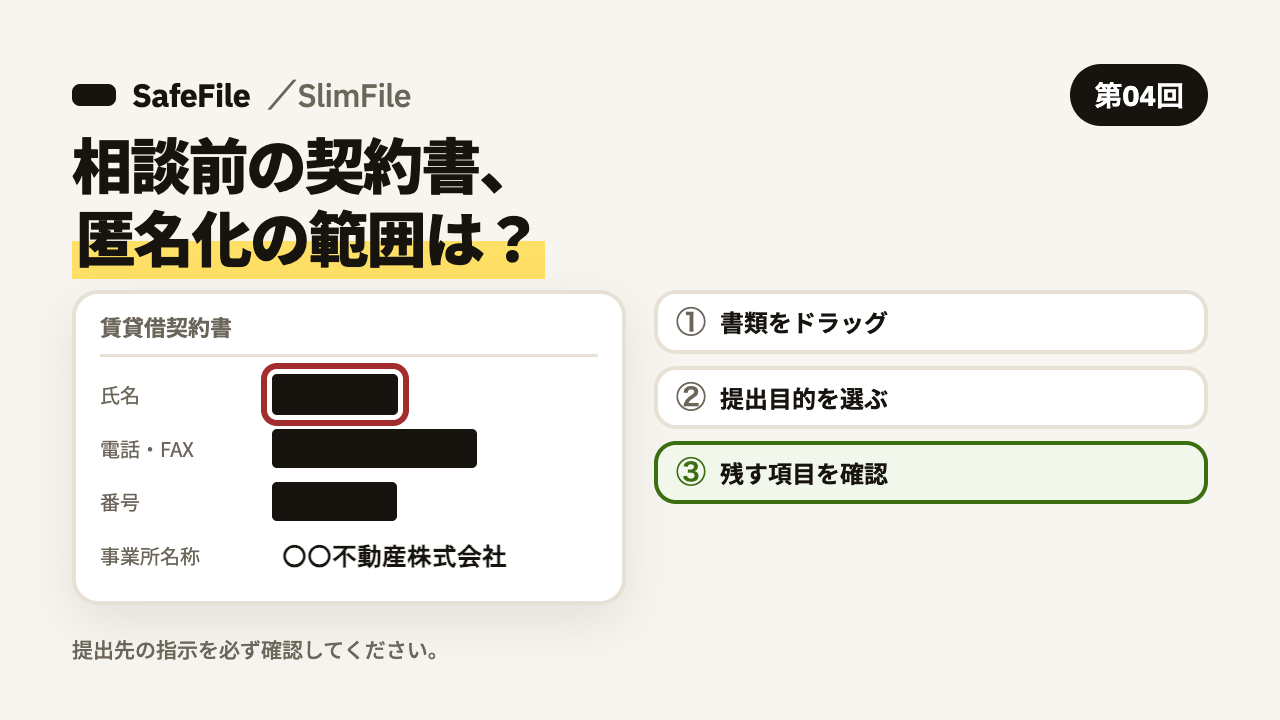 SafeFile ／SlimFile
第04回
相談前の契約書、
匿名化の範囲は？
賃貸借契約書
氏名
電話・FAX
番号
事業所名称 〇〇不動産株式会社
① 書類をドラッグ
② 提出目的を選ぶ
③ 残す項目を確認
提出先の指示を必ず確認してください。